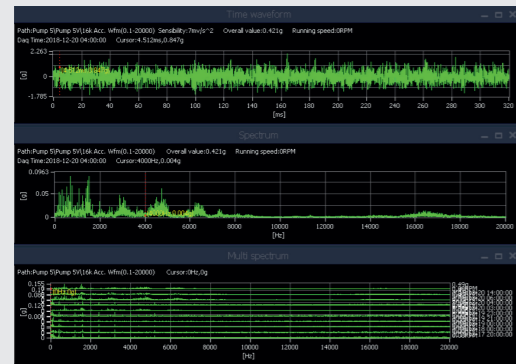 Time waveform
Path:Pump 5\Pump 5V\16k Acc. Wfm(0.1-20000) Sensibility:7mv/s^2 Overall value:0.421g Running speed:0RPM
Daq Time:2018-12-20 04:00:00 Cursor:4.512ms,0.847g
2.263
[g]
-1.785
0 20 40 60 80 100 120 140 160 180 200 220 240 260 280 300 320
[ms]
Spectrum
Path:Pump 5\Pump 5V\16k Acc. Wfm(0.1-20000) Overall value:0.421g Running speed:0RPM
Daq Time:2018-12-20 04:00:00 Cursor:4000Hz,0.004g
0.0963
0.05
[g]
0
0 2000 4000 6000 8000 10000 12000 14000 16000 18000 20000
[Hz]
Multi spectrum
Path:Pump 5\Pump 5V\16k Acc. Wfm(0.1-20000) Cursor:0Hz,0g
0.155
[g]
0
0 2000 4000 6000 8000 10000 12000 14000 16000 18000 20000
[Hz]